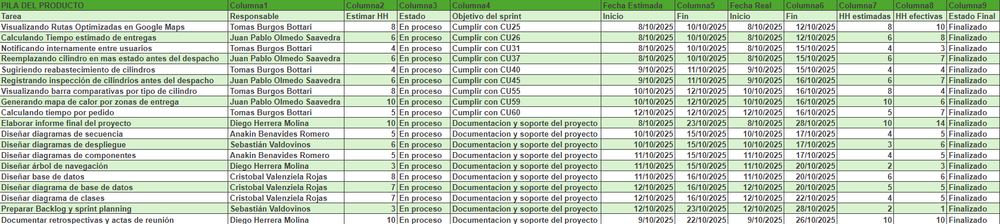 PILA DEL PRODUCTO Columna1 Columna2 Columna3 Columna4 Fecha Estimada Columna5 Fecha Real Columna6 Columna7 Columna8 Columna9
Tarea Responsable Estimar HH Estado Objetivo del sprint Inicio Fin Inicio Fin HH estimadas HH efectivas Estado Final
Visualizando Rutas Optimizadas en Google Maps Tomas Burgos Bottari 8 En proceso Cumplir con CU25 8/10/2025 10/10/2025 8/10/2025 12/10/2025 8 10 Finalizado
Calculando Tiempo estimado de entregas Juan Pablo Olmedo Saavedra 6 En proceso Cumplir con CU26 8/10/2025 10/10/2025 8/10/2025 12/10/2025 6 8 Finalizado
Notificando internamente entre usuarios Tomas Burgos Bottari 4 En proceso Cumplir con CU31 8/10/2025 10/10/2025 8/10/2025 15/10/2025 4 3 Finalizado
Reemplazando cilindro en mas estado antes del despacho Juan Pablo Olmedo Saavedra 6 En proceso Cumplir con CU37 8/10/2025 10/10/2025 8/10/2025 15/10/2025 6 7 Finalizado
Sugiriendo reabastecimiento de cilindros Tomas Burgos Bottari 4 En proceso Cumplir con CU40 9/10/2025 11/10/2025 9/10/2025 15/10/2025 4 4 Finalizado
Registrando inspección de cilindrios antes del despacho Juan Pablo Olmedo Saavedra 6 En proceso Cumplir con CU45 9/10/2025 11/10/2025 9/10/2025 16/10/2025 6 7 Finalizado
Visualizando barra comparativas por tipo de cilindro Tomas Burgos Bottari 8 En proceso Cumplir con CU55 10/10/2025 12/10/2025 10/10/2025 16/10/2025 8 4 Finalizado
Generando mapa de calor por zonas de entrega Juan Pablo Olmedo Saavedra 10 En proceso Cumplir con CU59 10/10/2025 12/10/2025 10/10/2025 16/10/2025 10 6 Finalizado
Calculando tiempo por pedido Tomas Burgos Bottari 5 En proceso Cumplir con CU60 12/10/2025 12/10/2025 12/10/2025 16/10/2025 5 7 Finalizado
Elaborar informe final del proyecto Diego Herrera Molina 10 En proceso Documentacion y soporte del proyecto 8/10/2025 23/10/2025 8/10/2025 28/10/2025 10 14 Finalizado
Diseñar diagramas de secuencia Anakin Benavides Romero 5 En proceso Documentacion y soporte del proyecto 10/10/2025 15/10/2025 10/10/2025 17/10/2025 4 5 Finalizado
Diseñar diagramas de despliegue Sebastián Valdovinos 6 En proceso Documentacion y soporte del proyecto 10/10/2025 15/10/2025 10/10/2025 17/10/2025 3 6 Finalizado
Diseñar diagramas de componentes Anakin Benavides Romero 5 En proceso Documentacion y soporte del proyecto 11/10/2025 15/10/2025 11/10/2025 17/10/2025 4 5 Finalizado
Diseñar árbol de navegación Diego Herrera Molina 3 En proceso Documentacion y soporte del proyecto 11/10/2025 15/10/2025 11/10/2025 20/10/2025 2 3 Finalizado
Diseñar base de datos Cristobal Valenziela Rojas 8 En proceso Documentacion y soporte del proyecto 11/10/2025 16/10/2025 11/10/2025 20/10/2025 6 6 Finalizado
Diseñar diagrama de base de datos Cristobal Valenziela Rojas 7 En proceso Documentacion y soporte del proyecto 12/10/2025 16/10/2025 12/10/2025 20/10/2025 5 5 Finalizado
Diseñar diagrama de clases Cristobal Valenziela Rojas 7 En proceso Documentacion y soporte del proyecto 12/10/2025 16/10/2025 12/10/2025 22/10/2025 4 5 Finalizado
Preparar Backlog y sprint planning Sebastián Valdovinos 3 En proceso Documentacion y soporte del proyecto 12/10/2025 23/10/2025 12/10/2025 28/10/2025 2 1 Finalizado
Documentar retrospectivas y actas de reunión Diego Herrera Molina 10 En proceso Documentacion y soporte del proyecto 9/10/2025 22/10/2025 9/10/2025 26/10/2025 10 10 Finalizado